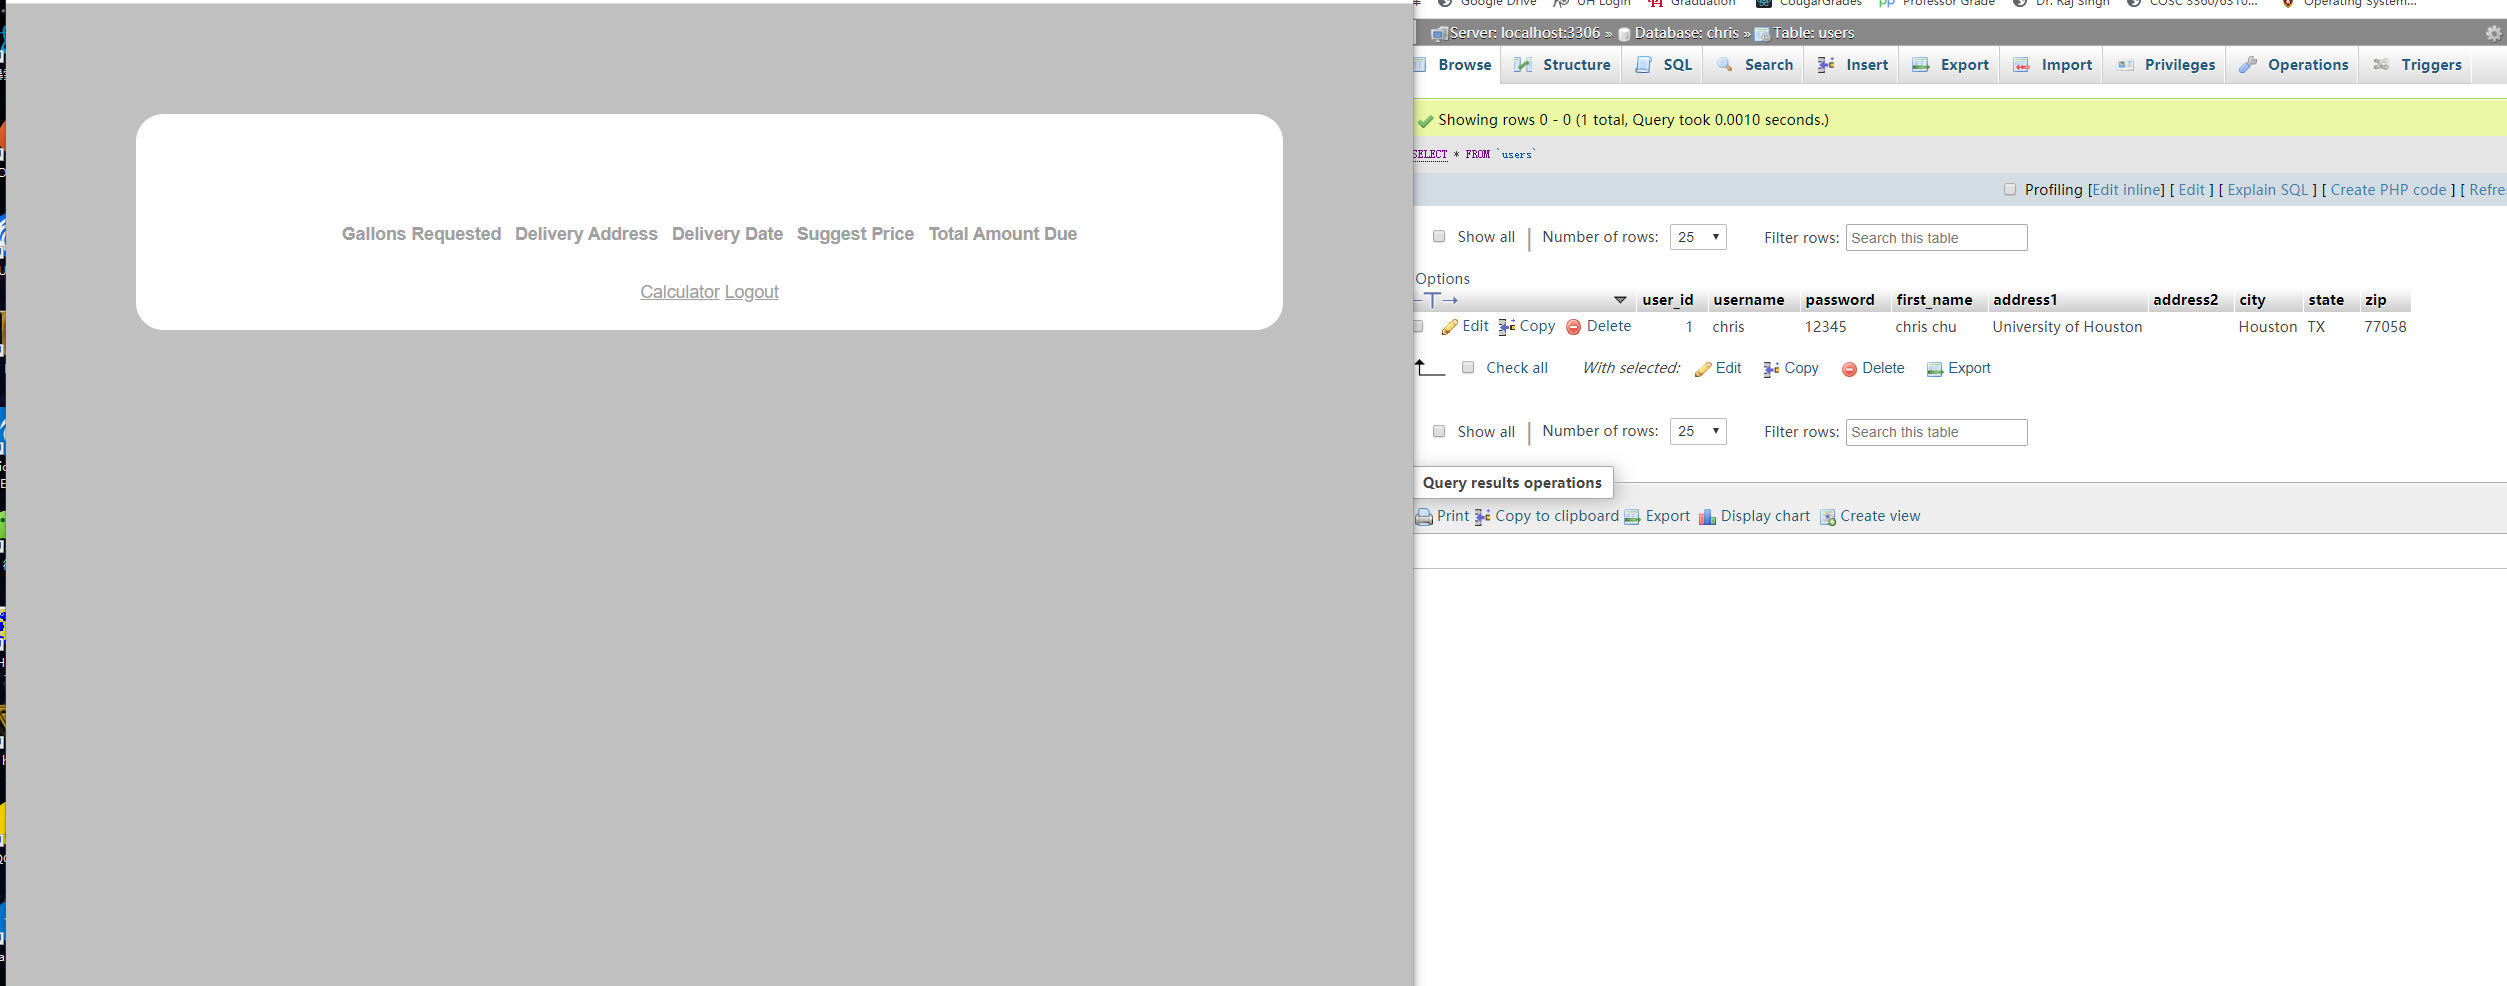 Gallons Requested Delivery Address Delivery Date Suggest Price Total Amount Due
Calculator Logout
Google Drive UH Login Graduation CougarGrades Professor Grade Dr. Raj Singh COSC 3360/6310... Operating System...
Server: localhost:3306 » Database: chris » Table: users
Browse Structure SQL Search Insert Export Import Privileges Operations Triggers
Showing rows 0 - 0 (1 total, Query took 0.0010 seconds.)
SELECT * FROM `users`
Profiling [Edit inline] [ Edit ] [ Explain SQL ] [ Create PHP code ] [ Refre
Show all | Number of rows: 25 Filter rows: Search this table
Options
user_id username password first_name address1 address2 city state zip
Edit Copy Delete 1 chris 12345 chris chu University of Houston Houston TX 77058
Check all With selected: Edit Copy Delete Export
Show all | Number of rows: 25 Filter rows: Search this table
Query results operations
Print Copy to clipboard Export Display chart Create view